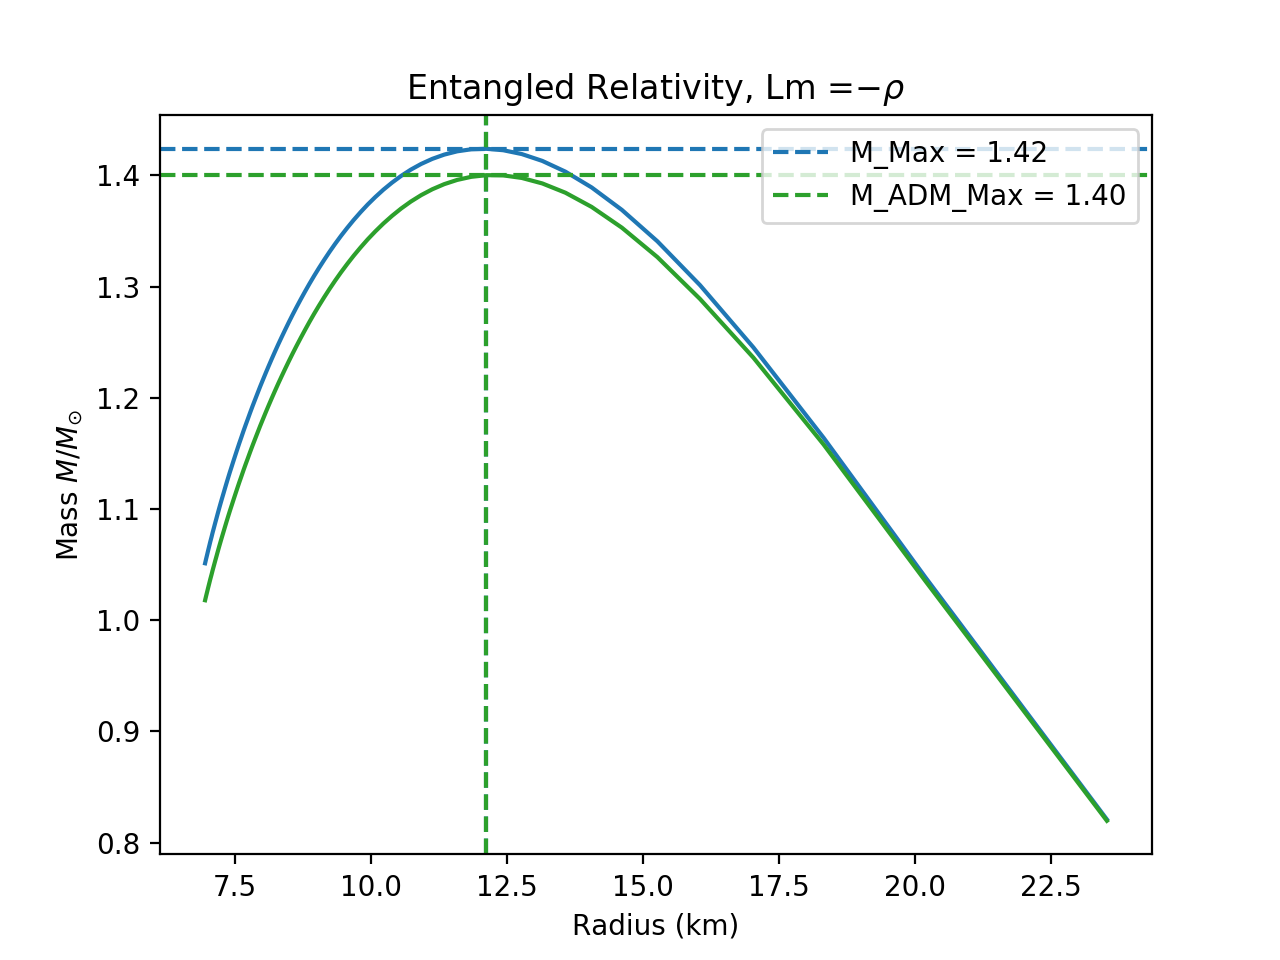 Entangled Relativity, Lm =−ρ
M_Max = 1.42
M_ADM_Max = 1.40
Mass M/M⊙
1.4
1.3
1.2
1.1
1.0
0.9
0.8
7.5 10.0 12.5 15.0 17.5 20.0 22.5
Radius (km)